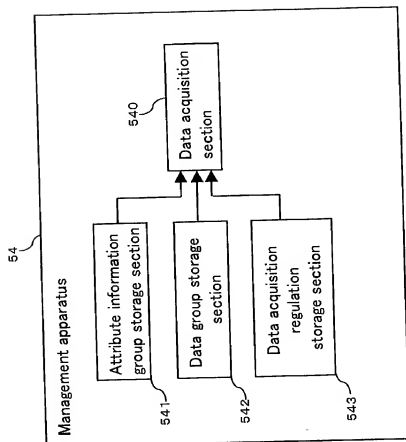 54
Management apparatus
541
Attribute information
group storage section
542
Data group storage
section
543
Data acquisition
regulation
storage section
540
Data acquisition
section